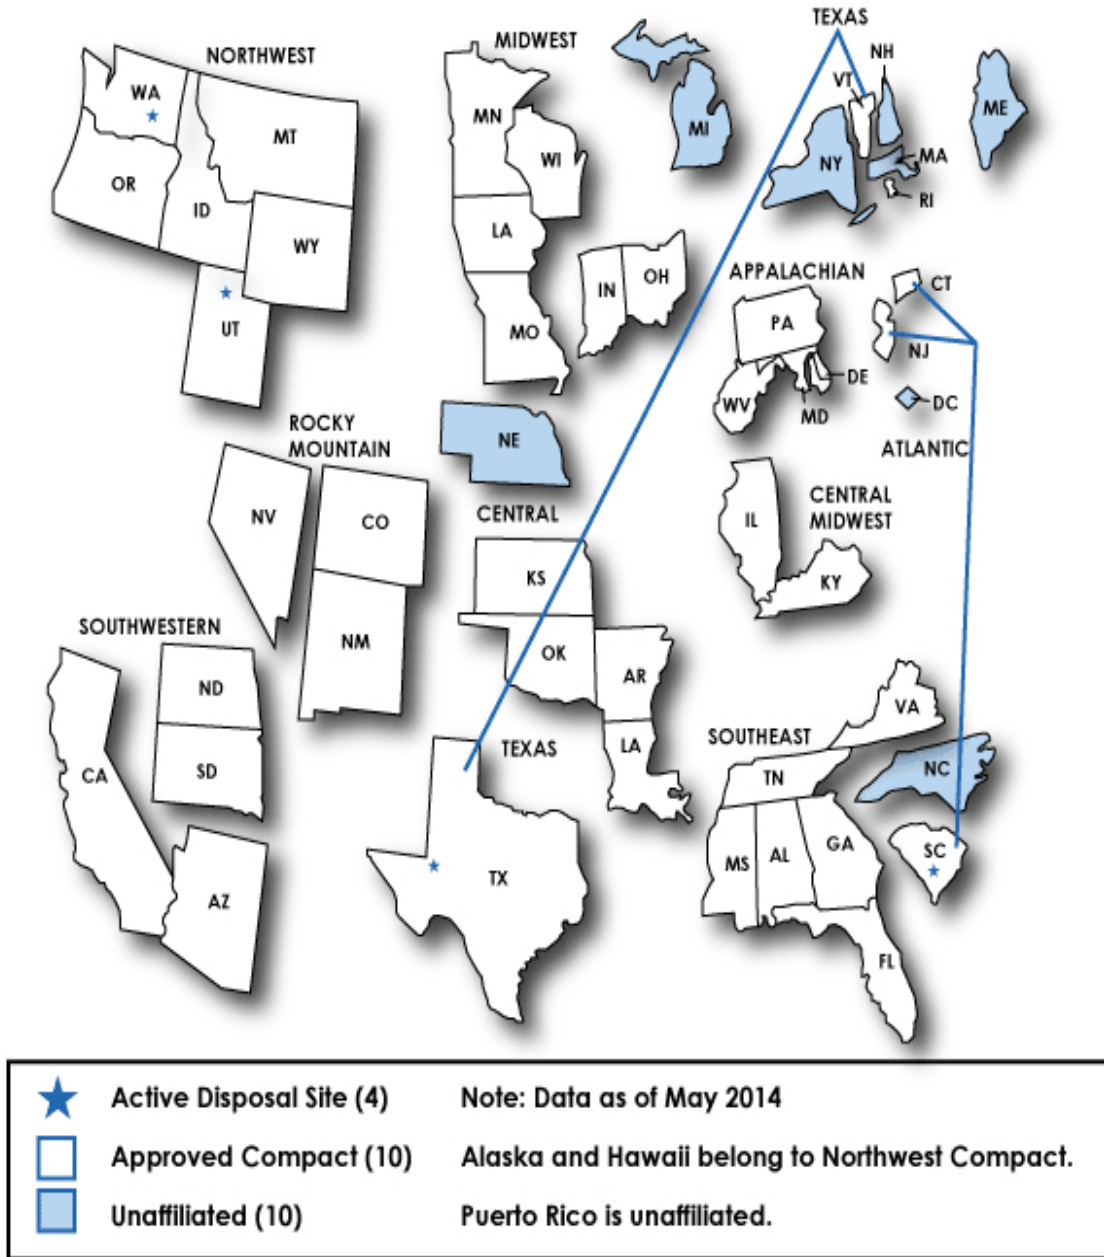 TEXAS
NORTHWEST
MIDWEST
NH
VT
WA
MT
MN
MI
ME
OR
WI
NY
MA
ID
RI
WY
LA
IN
OH
APPALACHIAN
CT
UT
MO
PA
NJ
DE
WV
MD
DC
ROCKY
MOUNTAIN
NE
ATLANTIC
NV
CO
CENTRAL
IL
CENTRAL
MIDWEST
KS
KY
SOUTHWESTERN
NM
OK
AR
ND
VA
TEXAS
LA
SOUTHEAST
CA
SD
TN
NC
MS
AL
GA
SC
AZ
TX
FL
Active Disposal Site (4)
Note: Data as of May 2014
Approved Compact (10)
Alaska and Hawaii belong to Northwest Compact.
Unaffiliated (10)
Puerto Rico is unaffiliated.